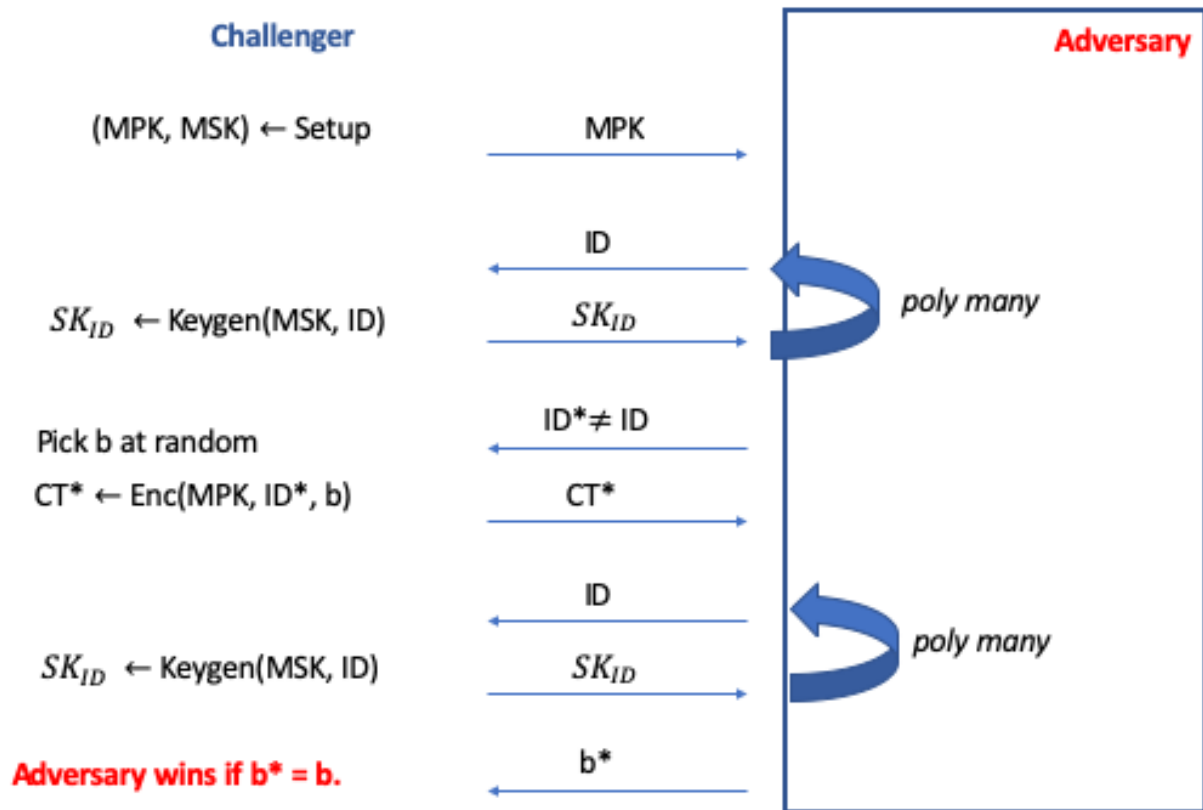 Challenger
Adversary
(MPK, MSK) ← Setup
MPK
ID
SK_ID ← Keygen(MSK, ID)
SK_ID
poly many
ID*≠ ID
Pick b at random
CT* ← Enc(MPK, ID*, b)
CT*
ID
SK_ID ← Keygen(MSK, ID)
SK_ID
poly many
b*
Adversary wins if b* = b.